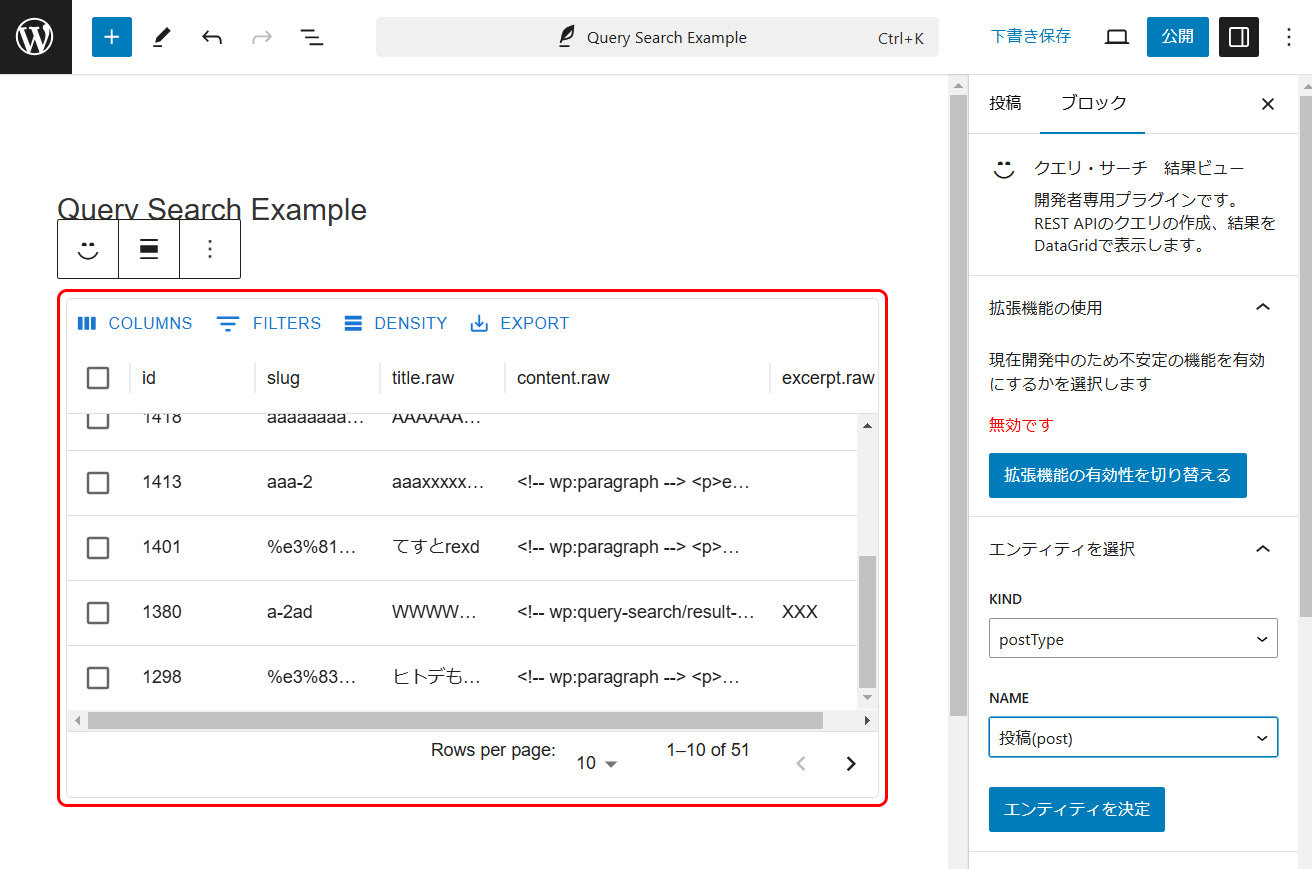 Query Search Example
Ctrl+K
下書き保存
公開
Query Search Example
COLUMNS
FILTERS
DENSITY
EXPORT
id
slug
title.raw
content.raw
excerpt.raw
1418
aaaaaaaa…
AAAAAA…
1413
aaa-2
aaaxxxxx…
<!-- wp:paragraph --> <p>e…
1401
%e3%81…
てすとrexd
<!-- wp:paragraph --> <p>…
1380
a-2ad
WWWW…
<!-- wp:query-search/result-…
XXX
1298
%e3%83…
ヒトデも…
<!-- wp:paragraph --> <p>…
Rows per page:
10
1–10 of 51
投稿
ブロック
クエリ・サーチ　結果ビュー
開発者専用プラグインです。
REST APIのクエリの作成、結果を
DataGridで表示します。
拡張機能の使用
現在開発中のため不安定の機能を有効
にするかを選択します
無効です
拡張機能の有効性を切り替える
エンティティを選択
KIND
postType
NAME
投稿(post)
エンティティを決定